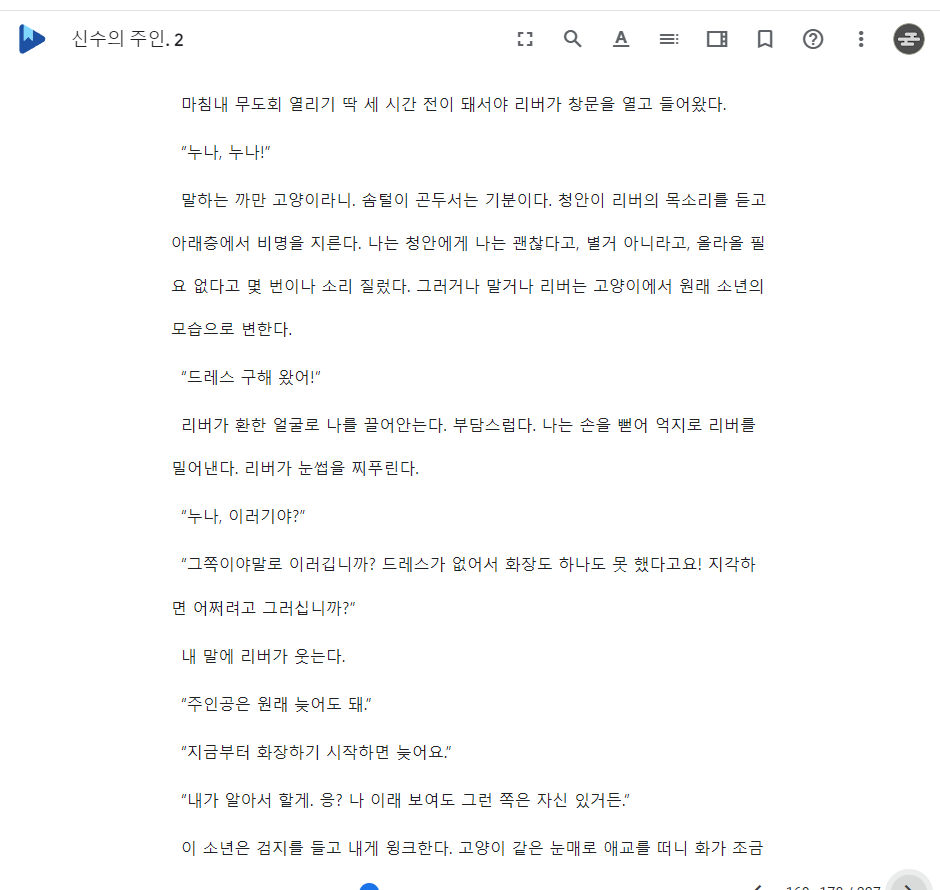 신수의 주인. 2
마침내 무도회 열리기 딱 세 시간 전이 돼서야 리버가 창문을 열고 들어왔다.
“누나, 누나!”
말하는 까만 고양이라니. 솜털이 곤두서는 기분이다. 청안이 리버의 목소리를 듣고
아래층에서 비명을 지른다. 나는 청안에게 나는 괜찮다고, 별거 아니라고, 올라올 필
요 없다고 몇 번이나 소리 질렀다. 그러거나 말거나 리버는 고양이에서 원래 소년의
모습으로 변한다.
“드레스 구해 왔어!”
리버가 환한 얼굴로 나를 끌어안는다. 부담스럽다. 나는 손을 뻗어 억지로 리버를
밀어낸다. 리버가 눈썹을 찌푸린다.
“누나, 이러기야?”
“그쪽이야말로 이러깁니까? 드레스가 없어서 화장도 하나도 못 했다고요! 지각하
면 어쩌려고 그러십니까?”
내 말에 리버가 웃는다.
“주인공은 원래 늦어도 돼.”
“지금부터 화장하기 시작하면 늦어요.”
“내가 알아서 할게. 응? 나 이래 보여도 그런 쪽은 자신 있거든.”
이 소년은 검지를 들고 내게 윙크한다. 고양이 같은 눈매로 애교를 떠니 화가 조금